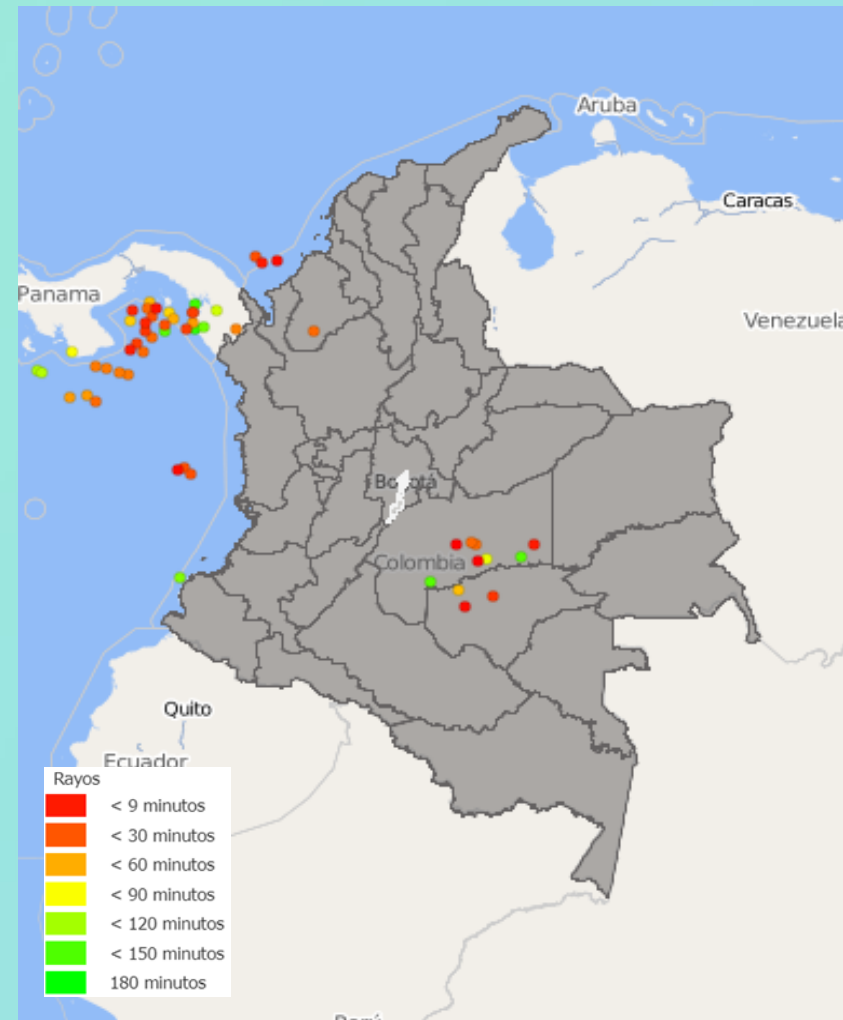 Aruba
Caracas
Panama
Venezuela
Bogotá
Colombia
Quito
Ecuador
Rayos
< 9 minutos
< 30 minutos
< 60 minutos
< 90 minutos
< 120 minutos
< 150 minutos
180 minutos